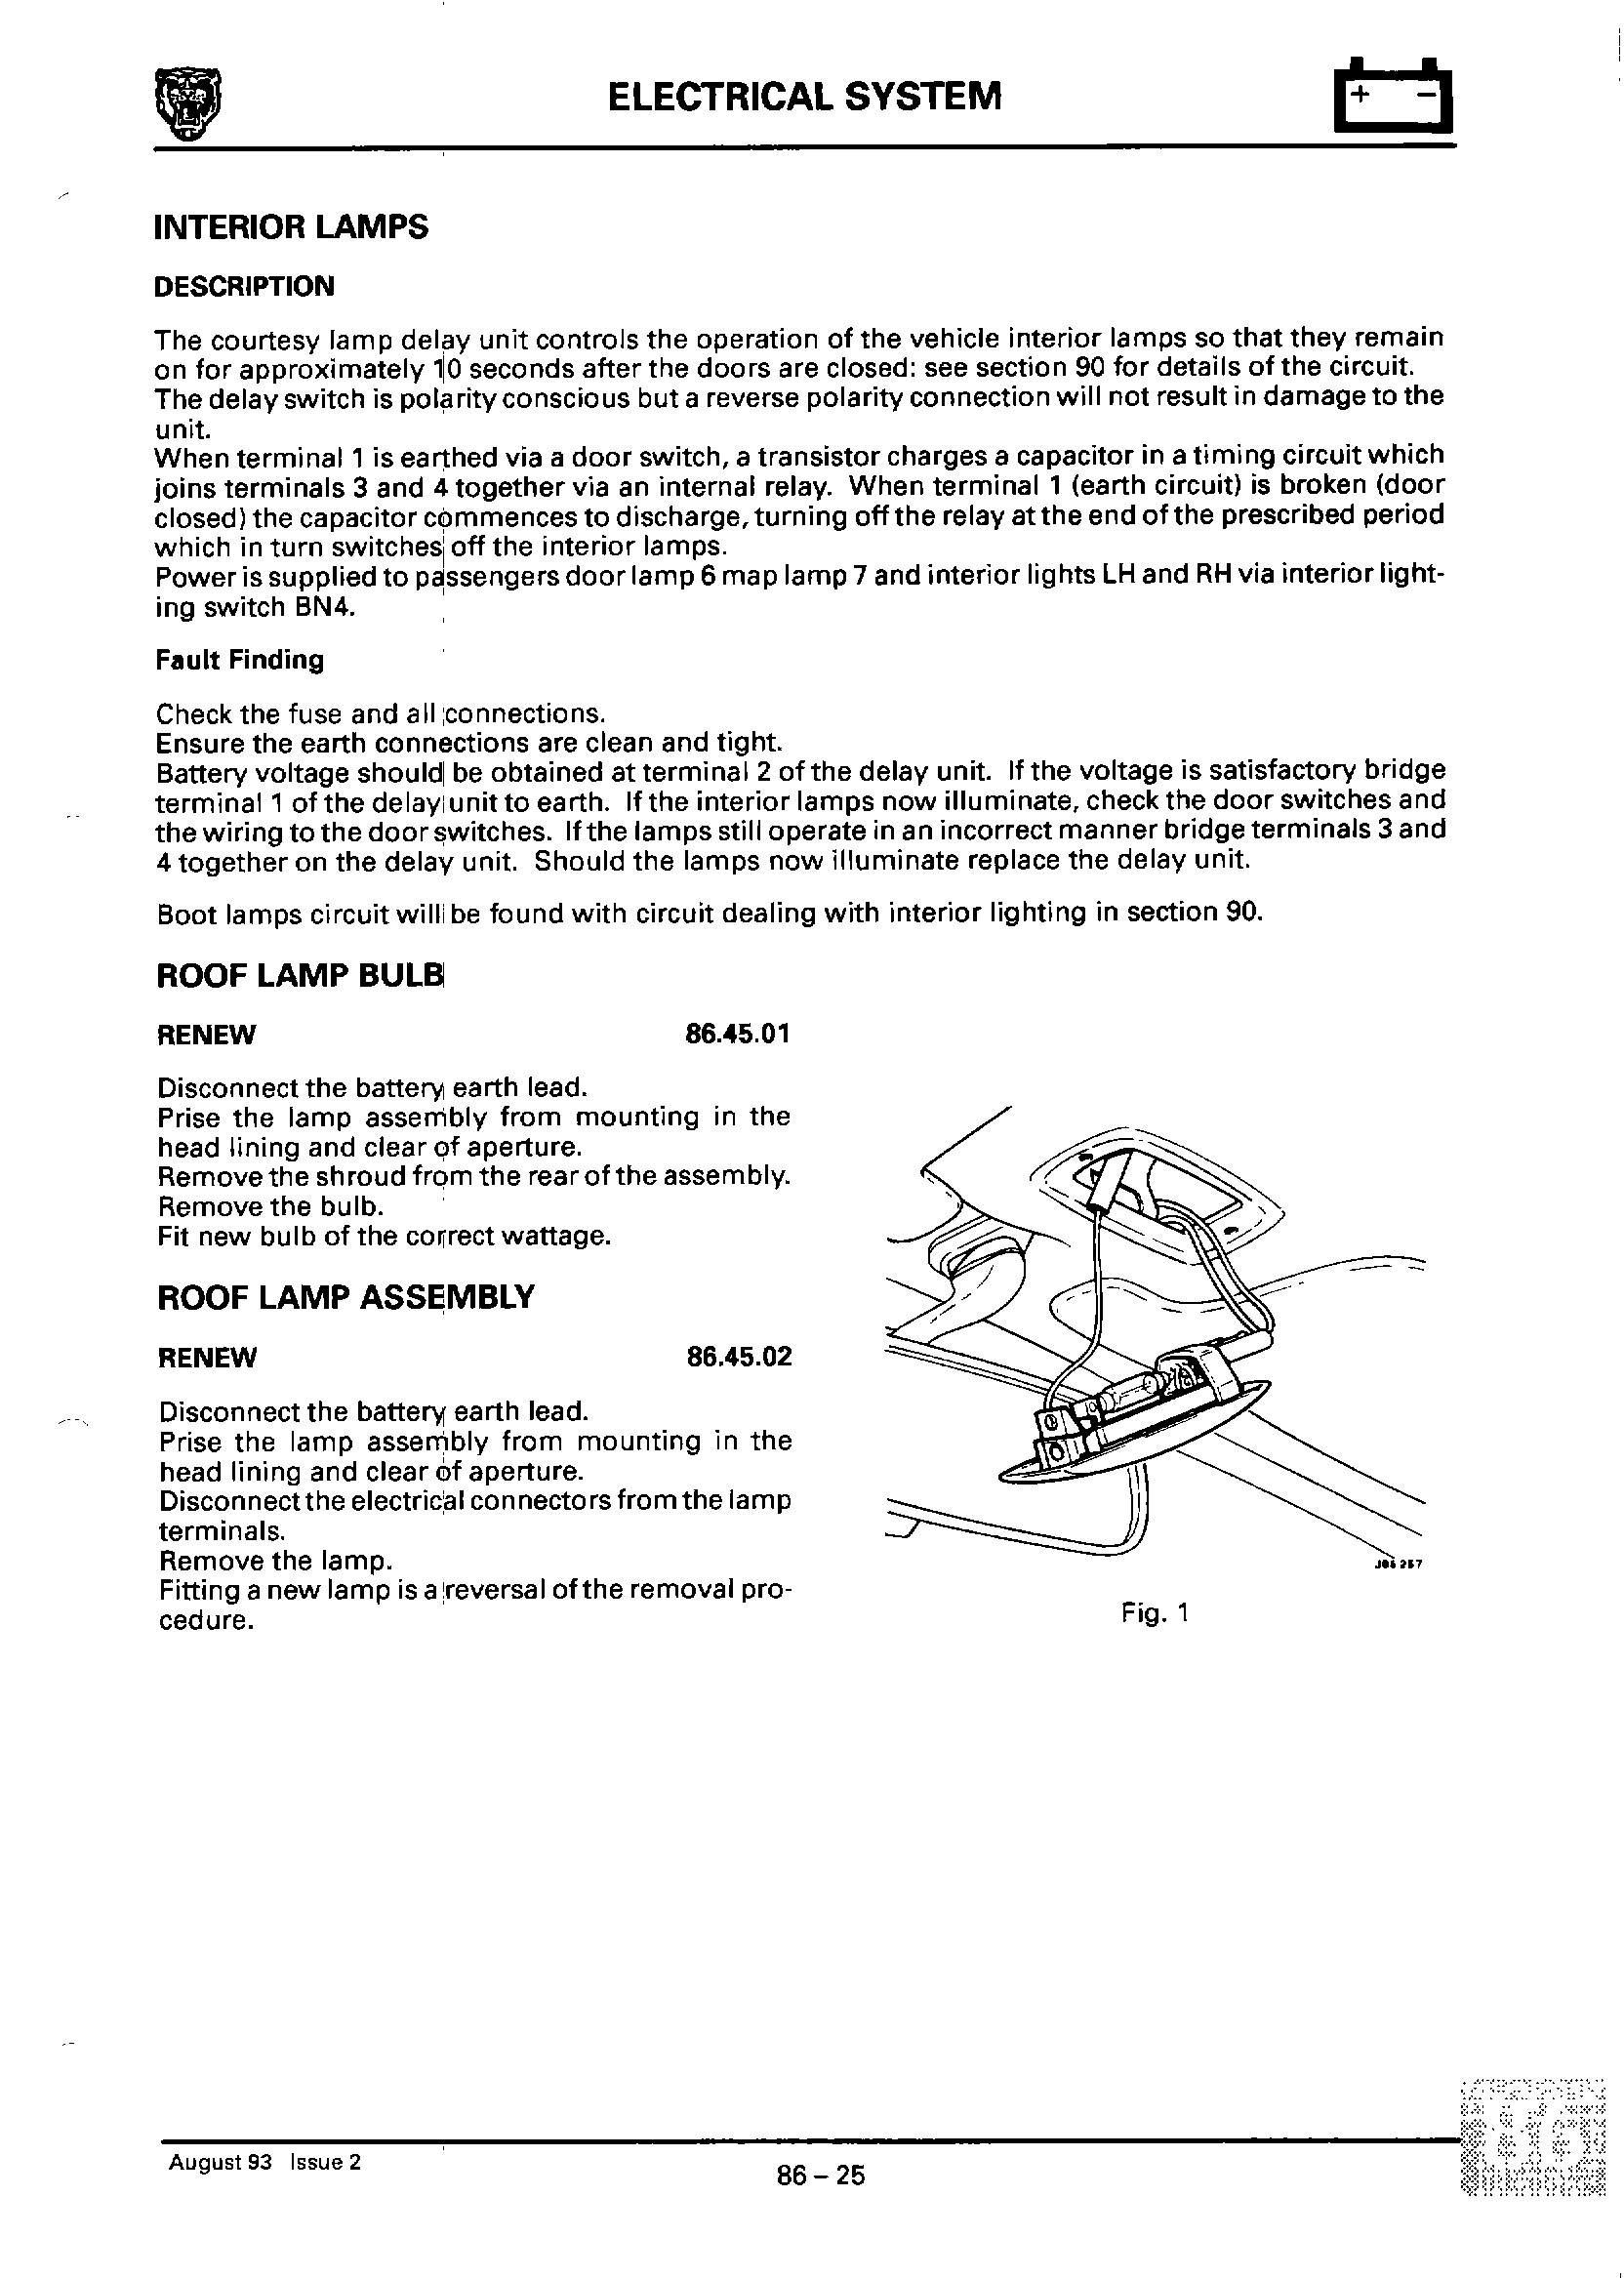 ELECTRICAL SYSTEM
+ −
INTERIOR LAMPS
DESCRIPTION
The courtesy lamp delay unit controls the operation of the vehicle interior lamps so that they remain
on for approximately 10 seconds after the doors are closed: see section 90 for details of the circuit.
The delay switch is polarity conscious but a reverse polarity connection will not result in damage to the
unit.
When terminal 1 is earthed via a door switch, a transistor charges a capacitor in a timing circuit which
joins terminals 3 and 4 together via an internal relay. When terminal 1 (earth circuit) is broken (door
closed) the capacitor commences to discharge, turning off the relay at the end of the prescribed period
which in turn switches off the interior lamps.
Power is supplied to passengers door lamp 6 map lamp 7 and interior lights LH and RH via interior light-
ing switch BN4.
Fault Finding
Check the fuse and all connections.
Ensure the earth connections are clean and tight.
Battery voltage should be obtained at terminal 2 of the delay unit. If the voltage is satisfactory bridge
terminal 1 of the delay unit to earth. If the interior lamps now illuminate, check the door switches and
the wiring to the door switches. If the lamps still operate in an incorrect manner bridge terminals 3 and
4 together on the delay unit. Should the lamps now illuminate replace the delay unit.
Boot lamps circuit will be found with circuit dealing with interior lighting in section 90.
ROOF LAMP BULB
RENEW 86.45.01
Disconnect the battery earth lead.
Prise the lamp assembly from mounting in the
head lining and clear of aperture.
Remove the shroud from the rear of the assembly.
Remove the bulb.
Fit new bulb of the correct wattage.
ROOF LAMP ASSEMBLY
RENEW 86.45.02
Disconnect the battery earth lead.
Prise the lamp assembly from mounting in the
head lining and clear of aperture.
Disconnect the electrical connectors from the lamp
terminals.
Remove the lamp.
Fitting a new lamp is a reversal of the removal pro-
cedure.
Fig. 1
August 93 Issue 2
86 – 25
86